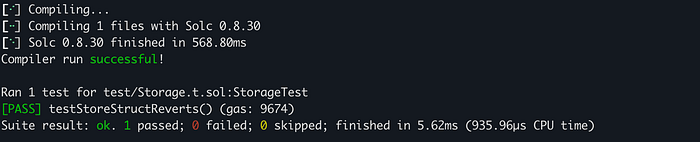 [⠊] Compiling...
[⠒] Compiling 1 files with Solc 0.8.30
[⠑] Solc 0.8.30 finished in 568.80ms
Compiler run successful!
Ran 1 test for test/Storage.t.sol:StorageTest
[PASS] testStoreStructReverts() (gas: 9674)
Suite result: ok. 1 passed; 0 failed; 0 skipped; finished in 5.62ms (935.96µs CPU time)